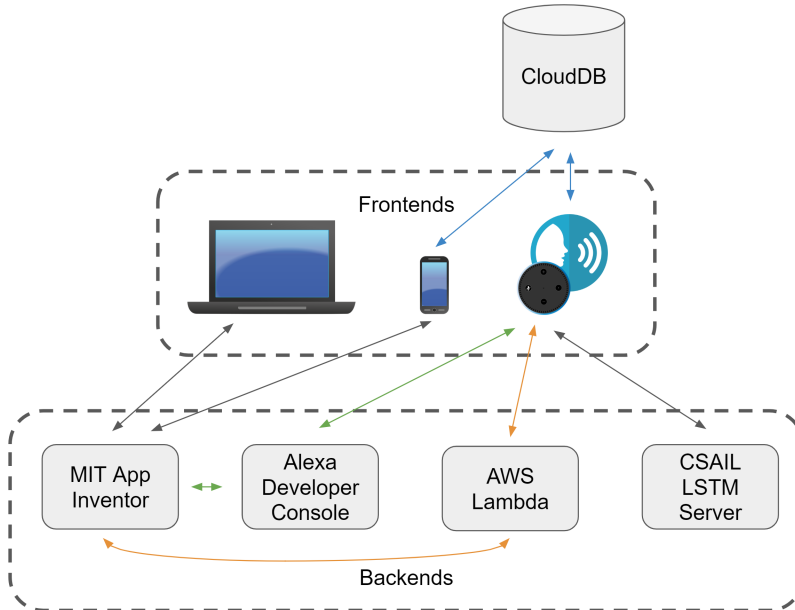 CloudDB
Frontends
MIT App
Inventor
Alexa
Developer
Console
AWS
Lambda
CSAIL
LSTM
Server
Backends